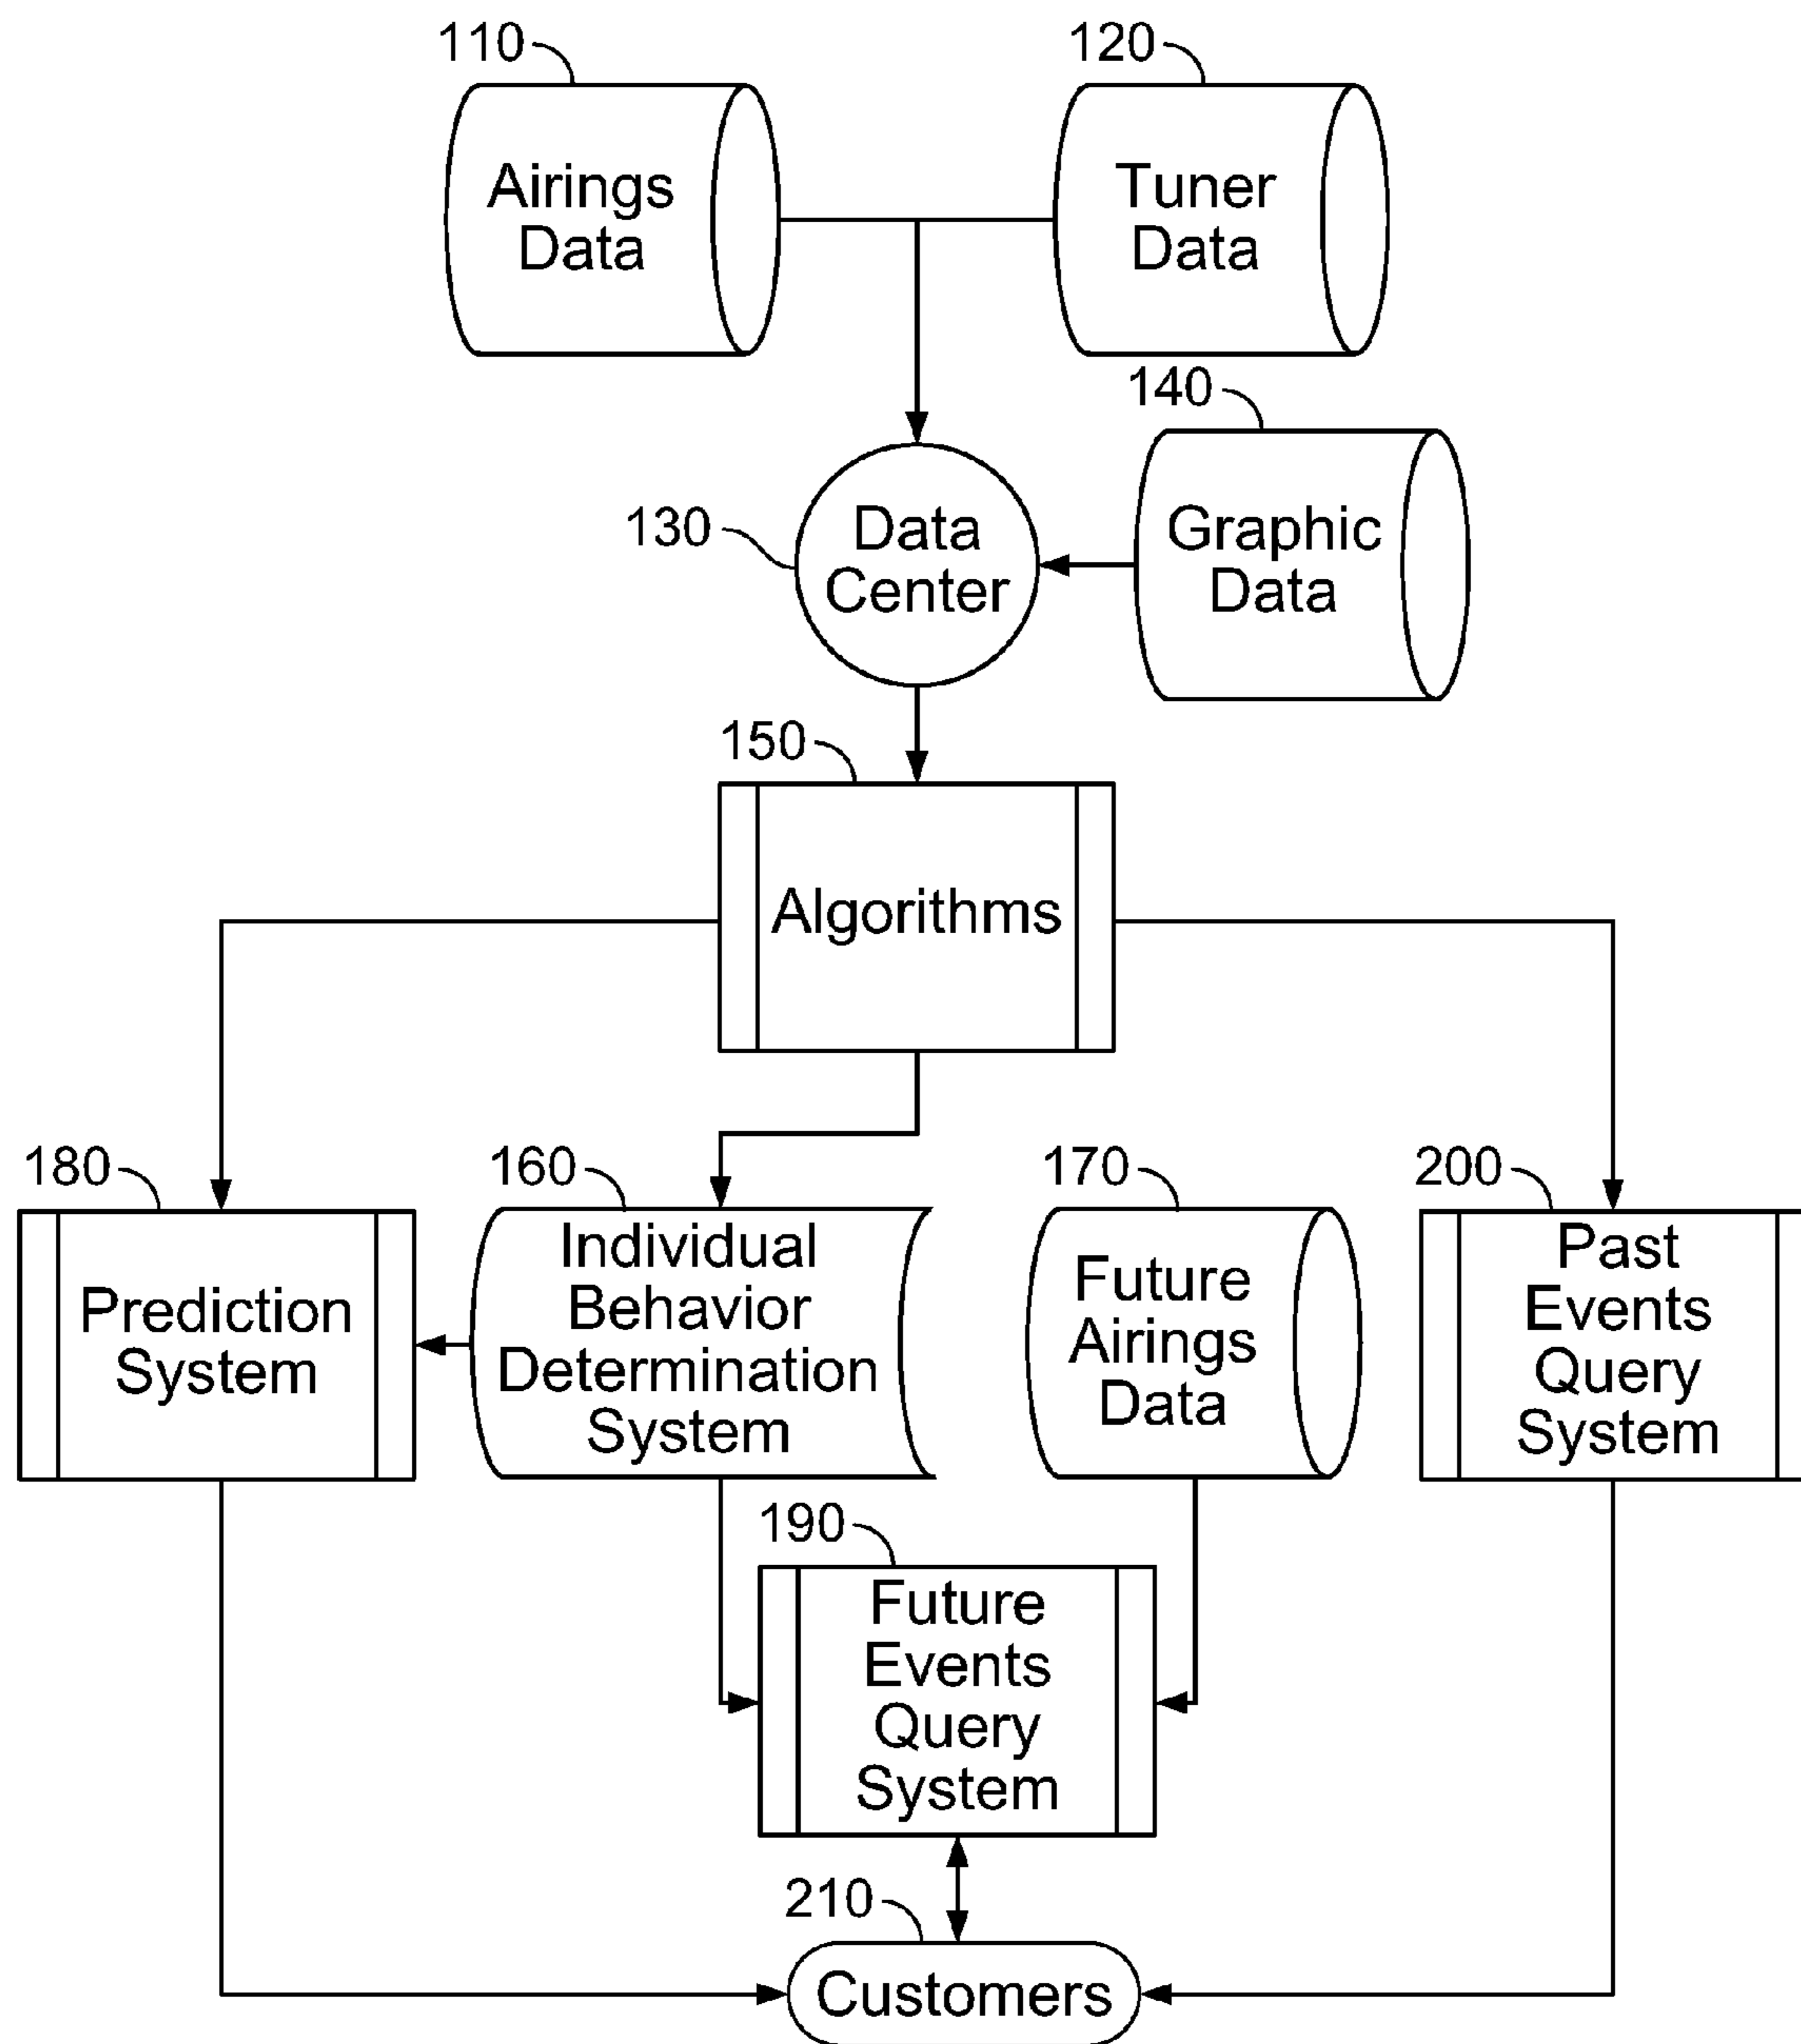 110
120
Airings
Data
Tuner
Data
140
130
Data
Center
Graphic
Data
150
Algorithms
180
160
170
200
Prediction
System
Individual
Behavior
Determination
System
Future
Airings
Data
Past
Events
Query
System
190
Future
Events
Query
System
210
Customers